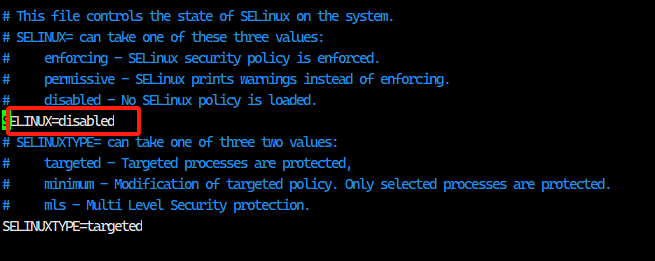 # This file controls the state of SELinux on the system.
# SELINUX= can take one of these three values:
#     enforcing - SELinux security policy is enforced.
#     permissive - SELinux prints warnings instead of enforcing.
#     disabled - No SELinux policy is loaded.
SELINUX=disabled
# SELINUXTYPE= can take one of three two values:
#     targeted - Targeted processes are protected,
#     minimum - Modification of targeted policy. Only selected processes are protected.
#     mls - Multi Level Security protection.
SELINUXTYPE=targeted